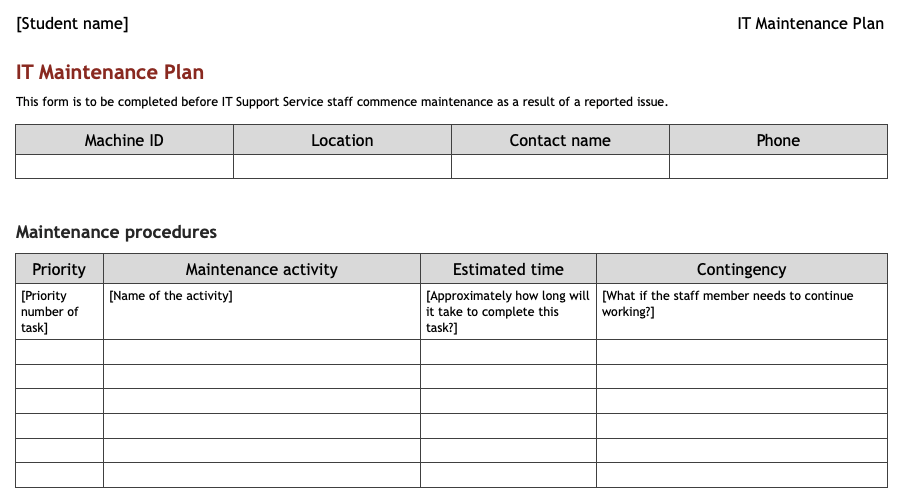 [Student name] IT Maintenance Plan
IT Maintenance Plan
This form is to be completed before IT Support Service staff commence maintenance as a result of a reported issue.
Machine ID Location Contact name Phone
Maintenance procedures
Priority Maintenance activity Estimated time Contingency
[Priority
number of
task]
[Name of the activity]
[Approximately how long will
it take to complete this
task?]
[What if the staff member needs to continue
working?]